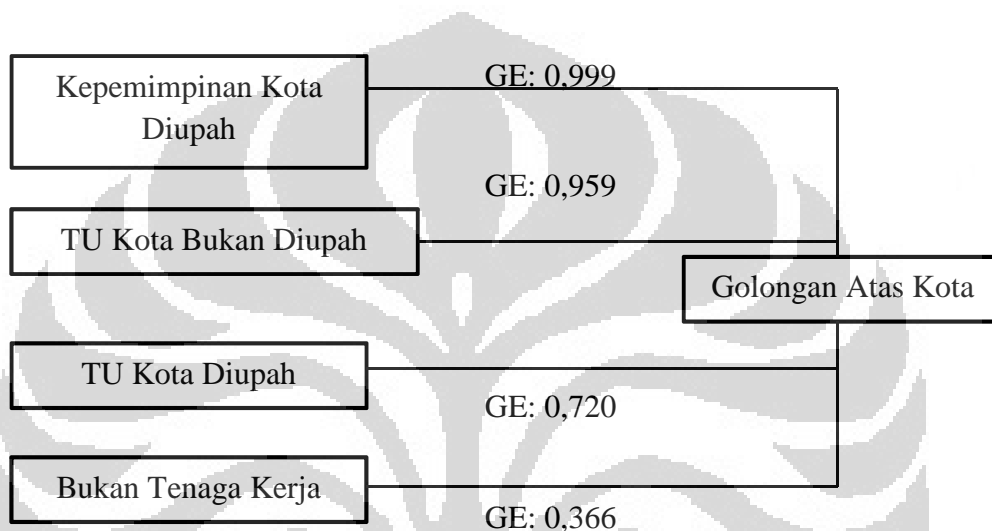 Kepemimpinan Kota
Diupah
GE: 0,999
GE: 0,959
TU Kota Bukan Diupah
Golongan Atas Kota
TU Kota Diupah
GE: 0,720
Bukan Tenaga Kerja
GE: 0,366